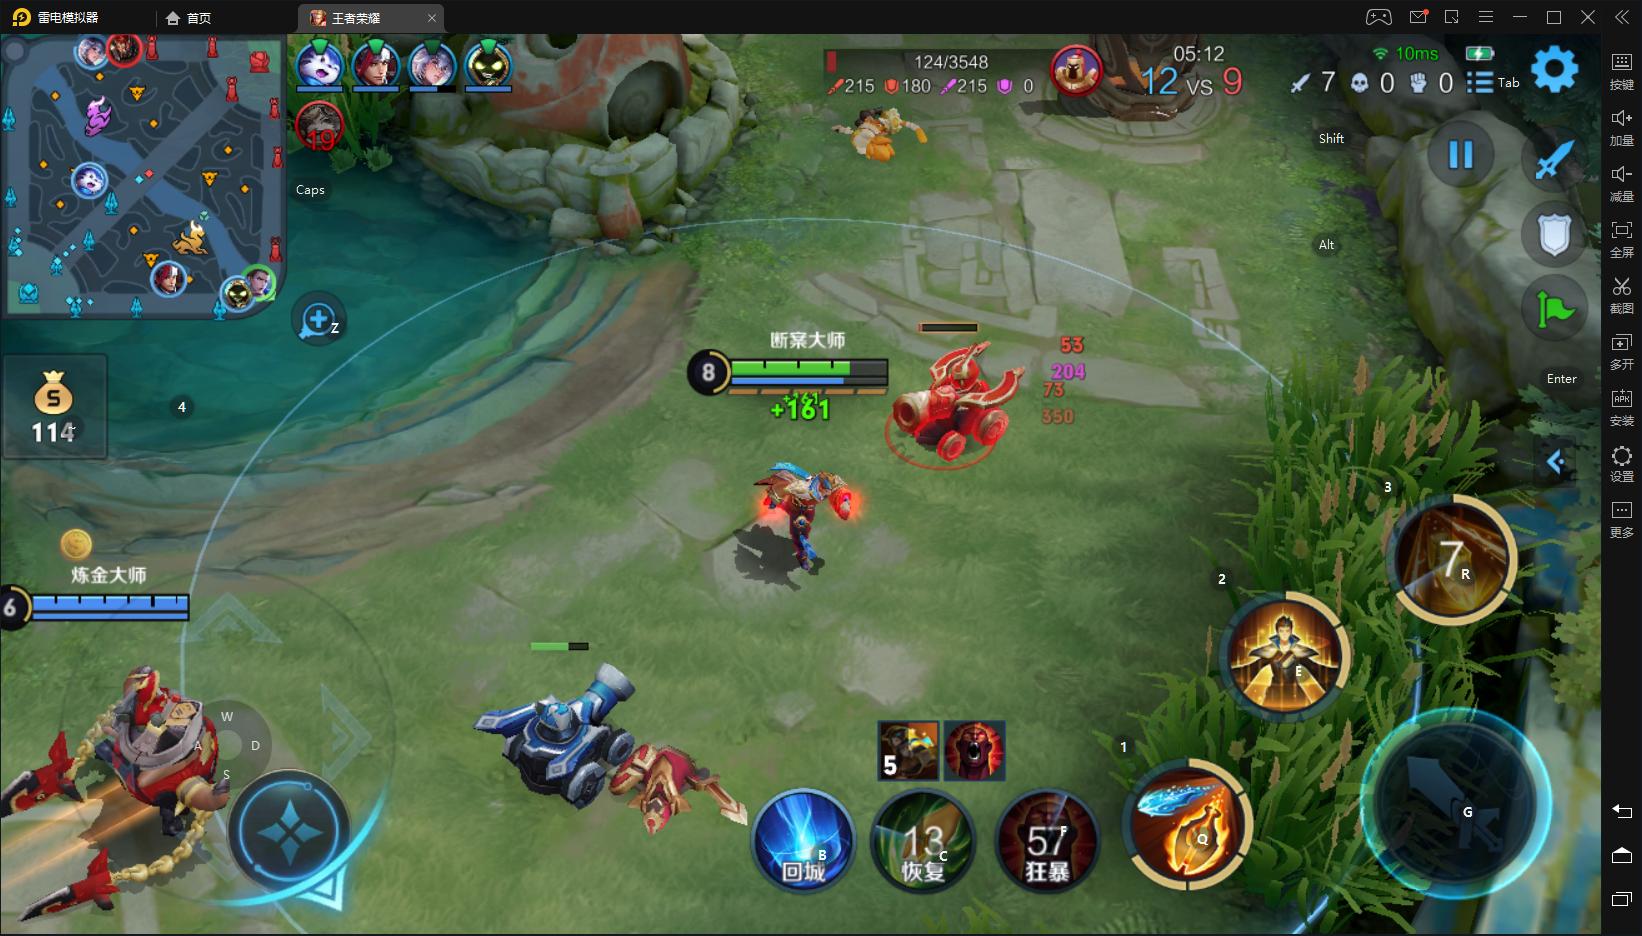 雷电模拟器
首页
王者荣耀
124/3548
215 180 215 0
05:12
12 VS 9
10ms
7 0 0
Tab
19
Caps
Shift
Alt
Enter
Z
4
114
断案大师
8
+161
53
204
73
350
炼金大师
6
W
A
D
S
5
B
回城
13
C
恢复
57
F
狂暴
1
Q
2
E
3
7
R
G
按键
加量
减量
全屏
截图
多开
APK
安装
设置
更多